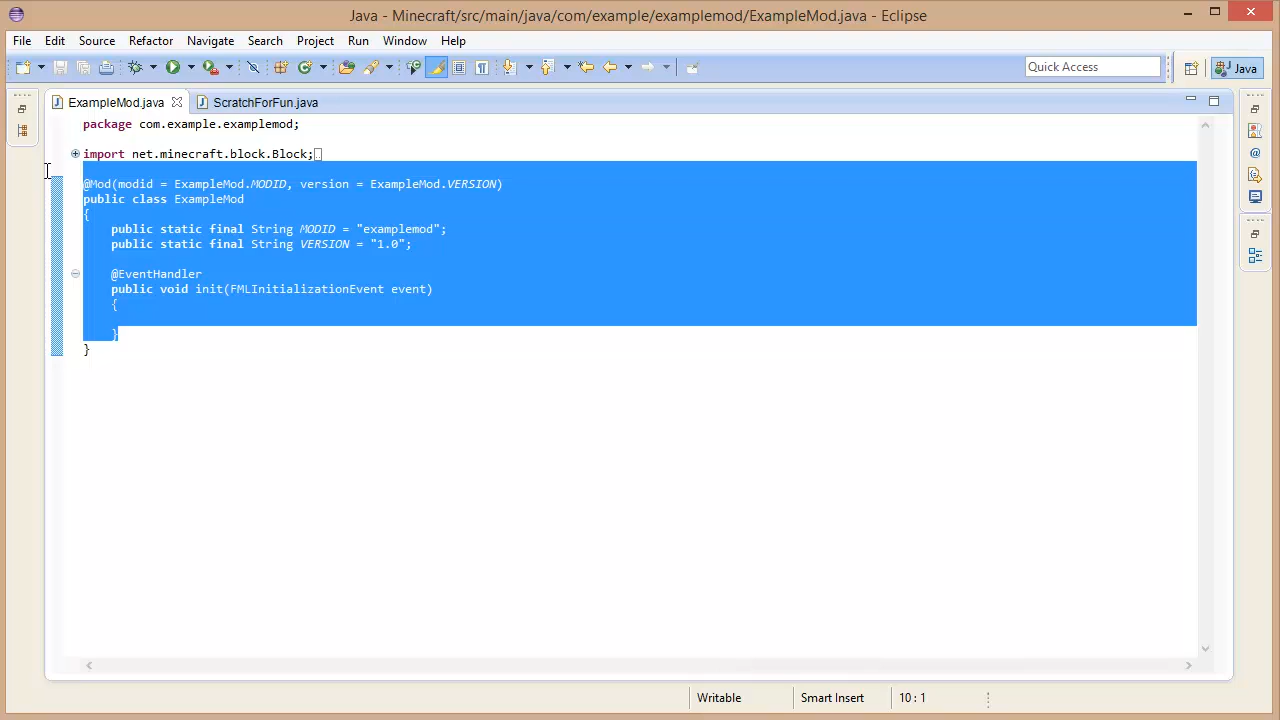 Java - Minecraft/src/main/java/com/example/examplemod/ExampleMod.java - Eclipse
File Edit Source Refactor Navigate Search Project Run Window Help
Quick Access
Java
ExampleMod.java
ScratchForFun.java
package com.example.examplemod;
import net.minecraft.block.Block;
@Mod(modid = ExampleMod.MODID, version = ExampleMod.VERSION)
public class ExampleMod
{
public static final String MODID = "examplemod";
public static final String VERSION = "1.0";
@EventHandler
public void init(FMLInitializationEvent event)
{
}
}
Writable
Smart Insert
10 : 1